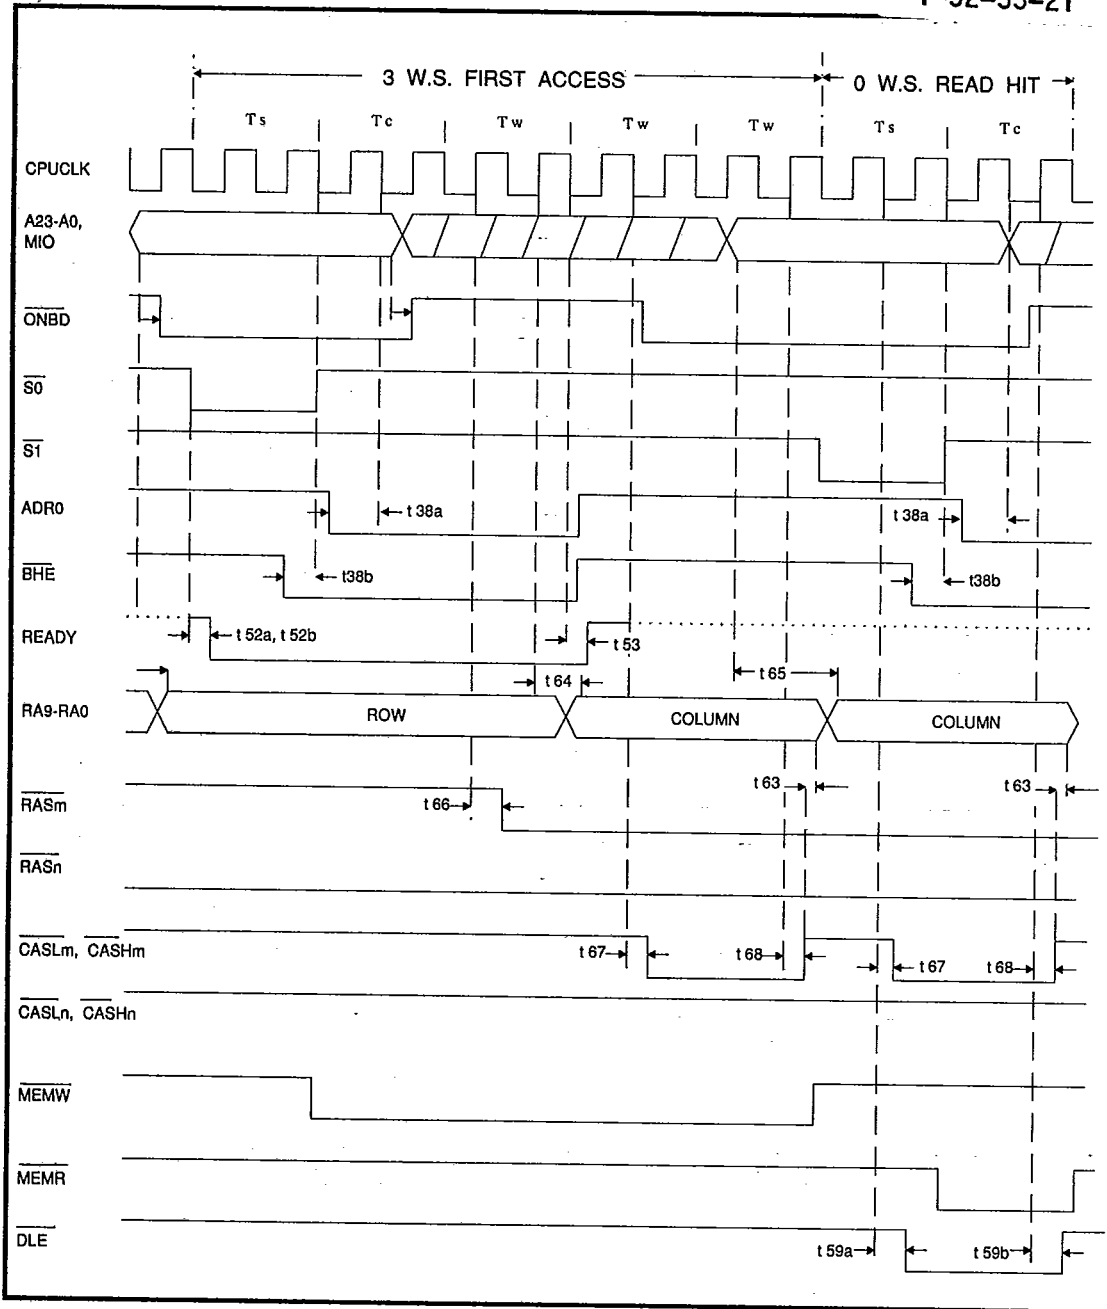 3 W.S. FIRST ACCESS
0 W.S. READ HIT
Ts Tc Tw Tw Tw Ts Tc
CPUCLK
A23-A0,
MIO
ONBD
S0
S1
ADR0
t 38a
t 38a
BHE
t38b
t38b
READY
t 52a, t 52b
t 53
t 64
t 65
RA9-RA0
ROW
COLUMN
COLUMN
t 63
t 63
RASm
t 66
RASn
CASLm, CASHm
t 67
t 68
t 67
t 68
CASLn, CASHn
MEMW
MEMR
DLE
t 59a
t 59b